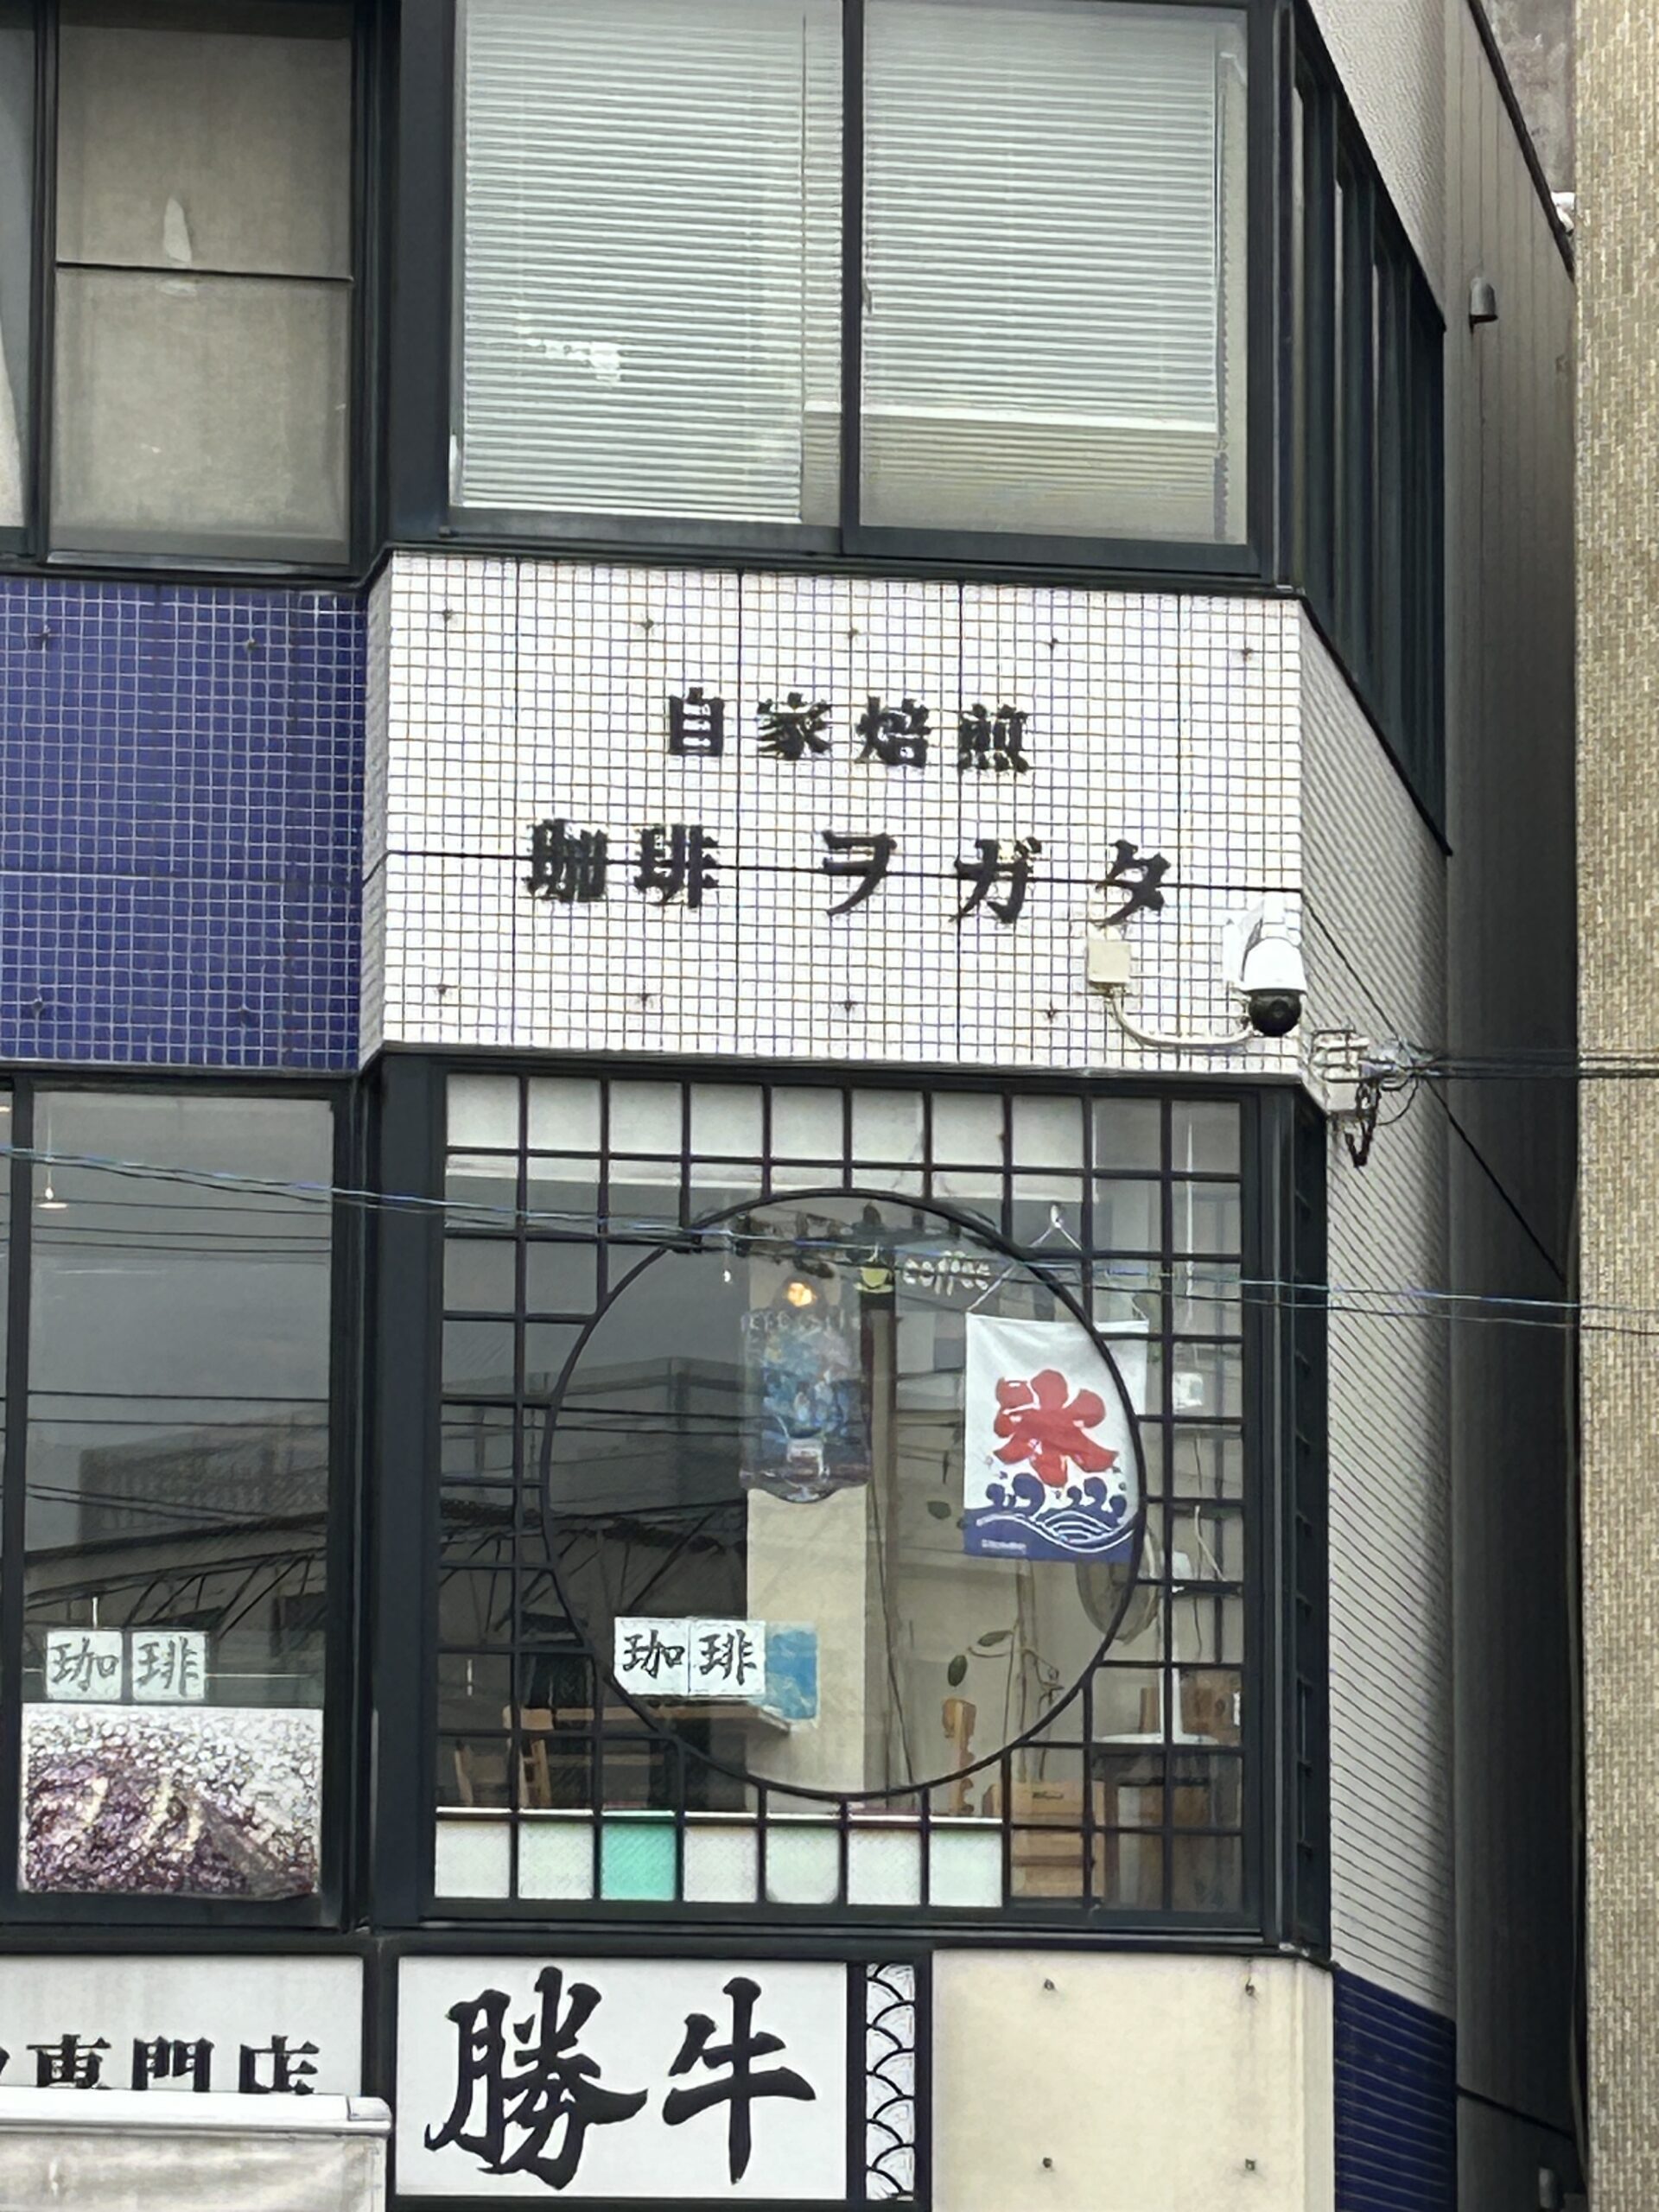 自家焙煎
珈琲 ヲガタ
coffee
氷
珈琲
珈琲
専門店
勝牛